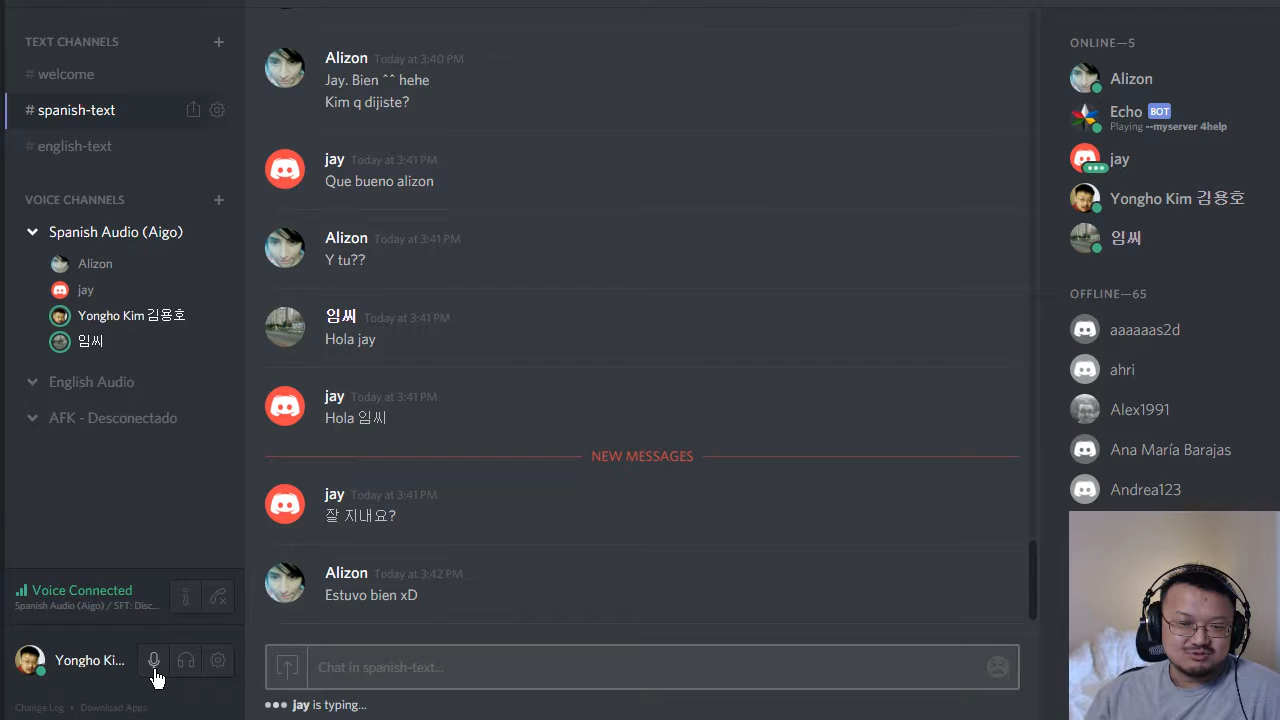 TEXT CHANNELS +
# welcome
# spanish-text
# english-text
VOICE CHANNELS +
Spanish Audio (Aigo)
Alizon
jay
Yongho Kim 김용호
임씨
English Audio
AFK - Desconectado
Voice Connected
Spanish Audio (Aigo) / SFT: Disc...
Yongho Ki...
Change Log • Download Apps
Alizon Today at 3:40 PM
Jay. Bien ^^ hehe
Kim q dijiste?
jay Today at 3:41 PM
Que bueno alizon
Alizon Today at 3:41 PM
Y tu??
임씨 Today at 3:41 PM
Hola jay
jay Today at 3:41 PM
Hola 임씨
NEW MESSAGES
jay Today at 3:41 PM
잘 지내요?
Alizon Today at 3:42 PM
Estuvo bien xD
Chat in spanish-text...
jay is typing...
ONLINE—5
Alizon
Echo BOT
Playing --myserver 4help
jay
Yongho Kim 김용호
임씨
OFFLINE—65
aaaaaas2d
ahri
Alex1991
Ana María Barajas
Andrea123